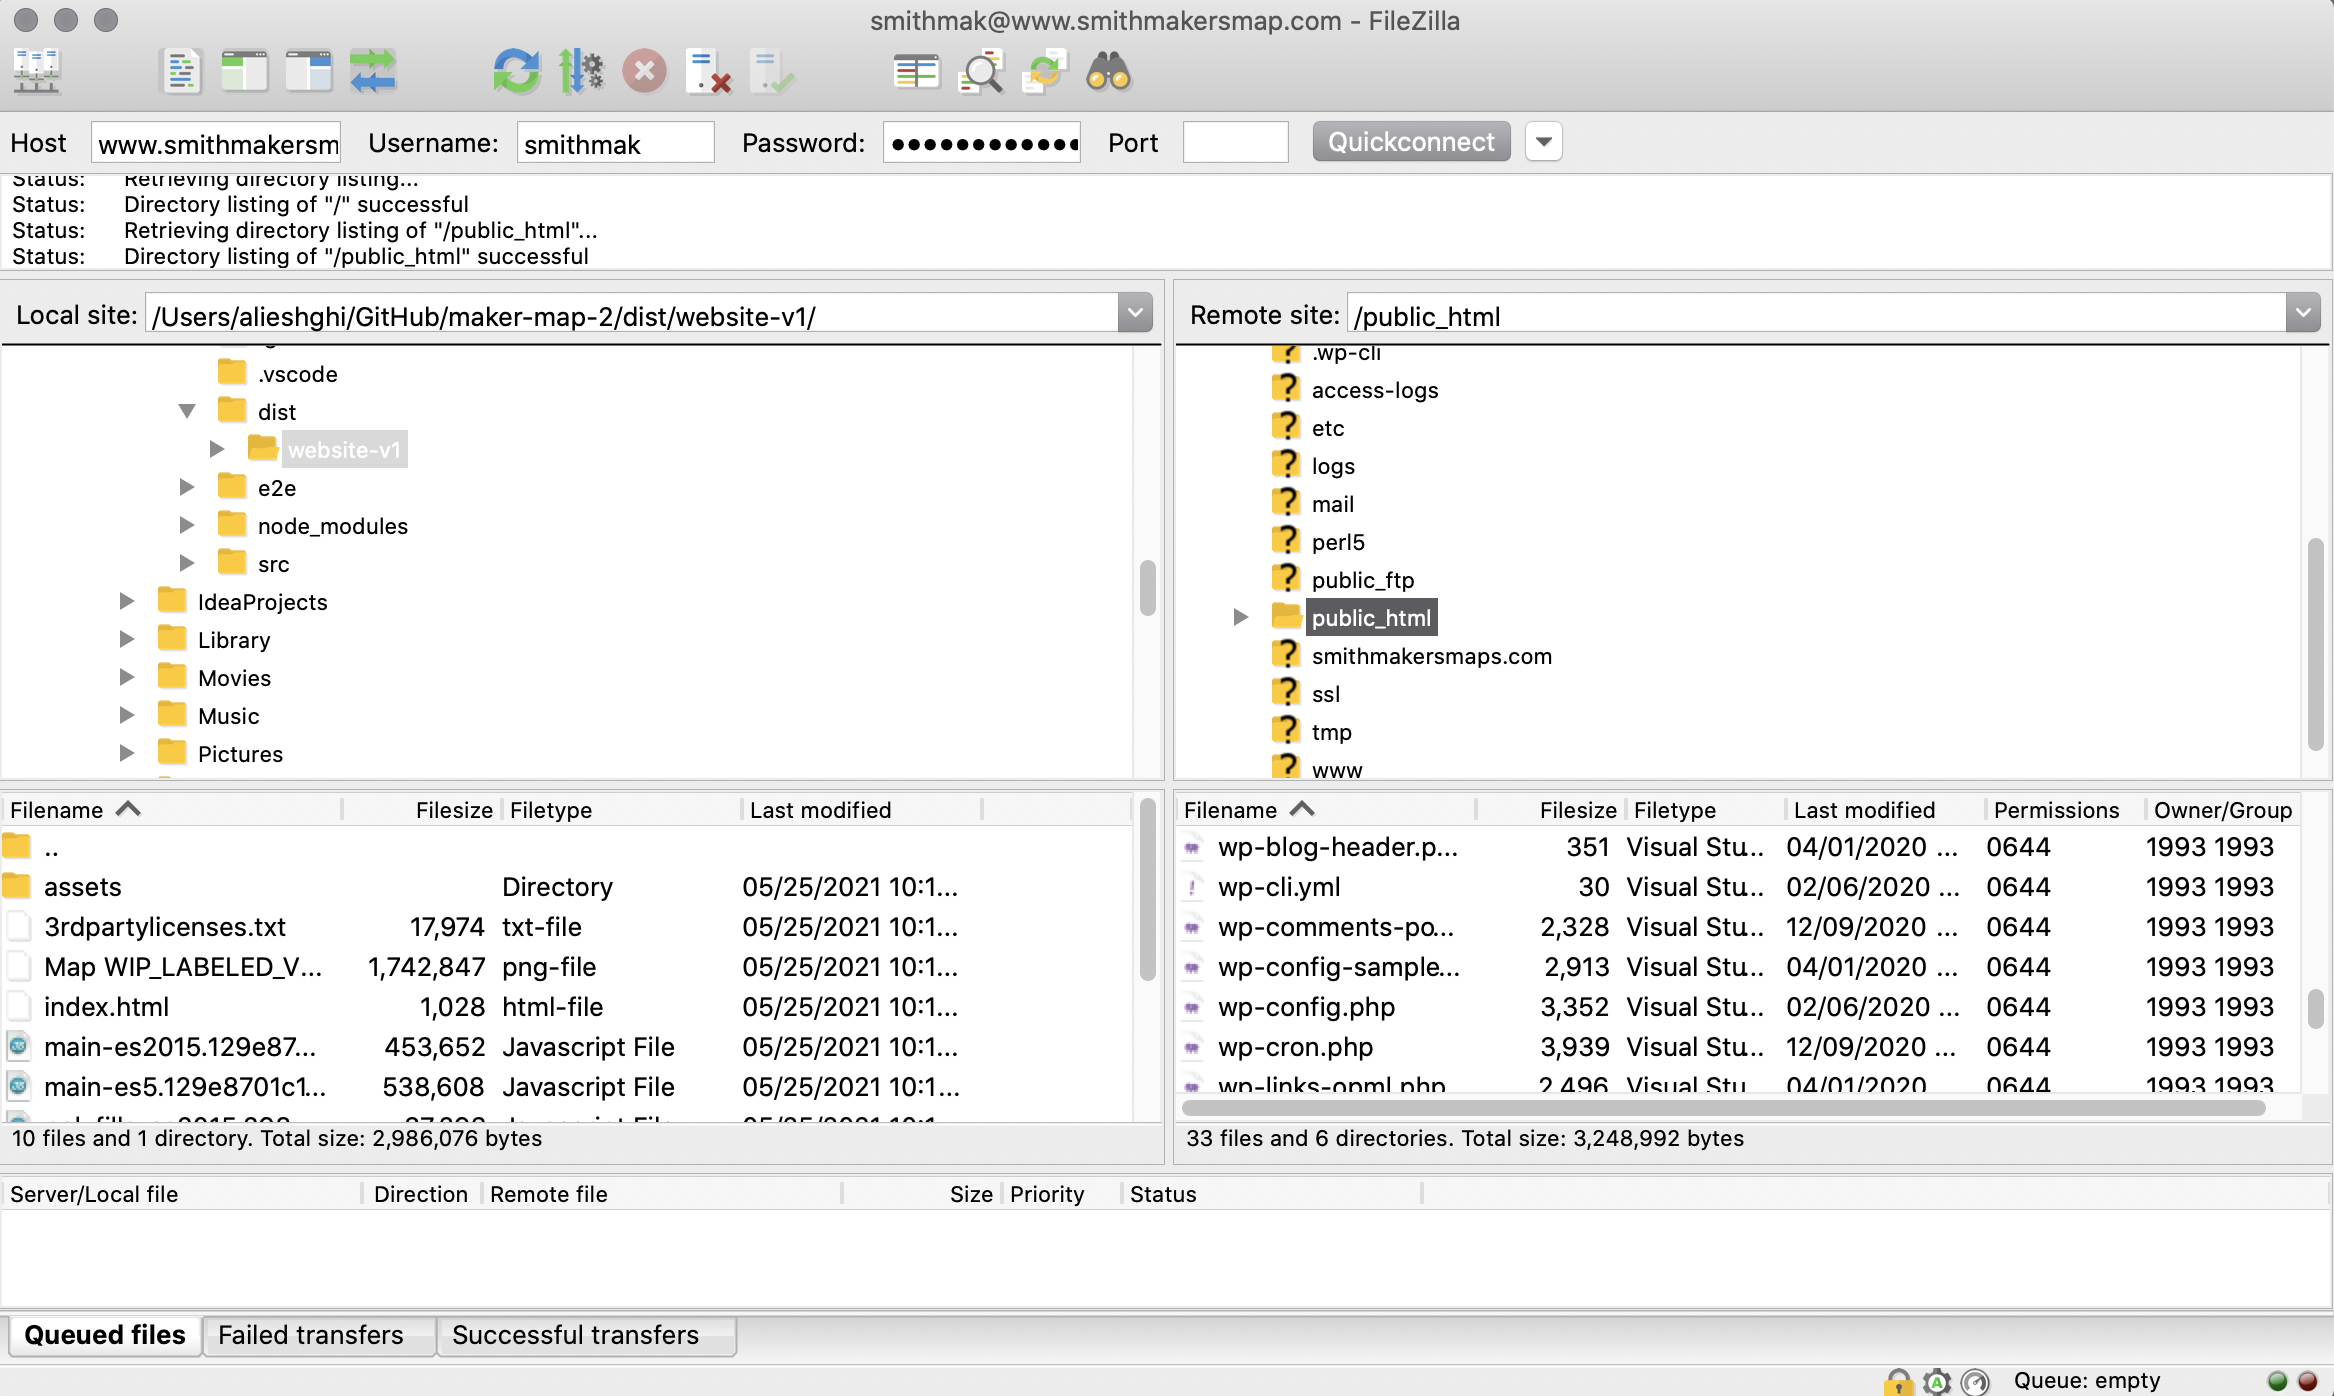 smithmak@www.smithmakersmap.com - FileZilla
Host www.smithmakersm Username: smithmak Password: ●●●●●●●●●●●● Port Quickconnect
Status: Retrieving directory listing...
Status: Directory listing of "/" successful
Status: Retrieving directory listing of "/public_html"...
Status: Directory listing of "/public_html" successful
Local site: /Users/alieshghi/GitHub/maker-map-2/dist/website-v1/
.vscode
dist
website-v1
e2e
node_modules
src
IdeaProjects
Library
Movies
Music
Pictures
Remote site: /public_html
.wp-cli
access-logs
etc
logs
mail
perl5
public_ftp
public_html
smithmakersmaps.com
ssl
tmp
www
Filename Filesize Filetype Last modified
..
assets Directory 05/25/2021 10:1...
3rdpartylicenses.txt 17,974 txt-file 05/25/2021 10:1...
Map WIP_LABELED_V... 1,742,847 png-file 05/25/2021 10:1...
index.html 1,028 html-file 05/25/2021 10:1...
main-es2015.129e87... 453,652 Javascript File 05/25/2021 10:1...
main-es5.129e8701c1... 538,608 Javascript File 05/25/2021 10:1...
10 files and 1 directory. Total size: 2,986,076 bytes
Filename Filesize Filetype Last modified Permissions Owner/Group
wp-blog-header.p... 351 Visual Stu... 04/01/2020 ... 0644 1993 1993
wp-cli.yml 30 Visual Stu... 02/06/2020 ... 0644 1993 1993
wp-comments-po... 2,328 Visual Stu... 12/09/2020 ... 0644 1993 1993
wp-config-sample... 2,913 Visual Stu... 04/01/2020 ... 0644 1993 1993
wp-config.php 3,352 Visual Stu... 02/06/2020 ... 0644 1993 1993
wp-cron.php 3,939 Visual Stu... 12/09/2020 ... 0644 1993 1993
wp-links-opml.php 2,496 Visual Stu... 04/01/2020 ... 0644 1993 1993
33 files and 6 directories. Total size: 3,248,992 bytes
Server/Local file Direction Remote file Size Priority Status
Queued files Failed transfers Successful transfers
Queue: empty